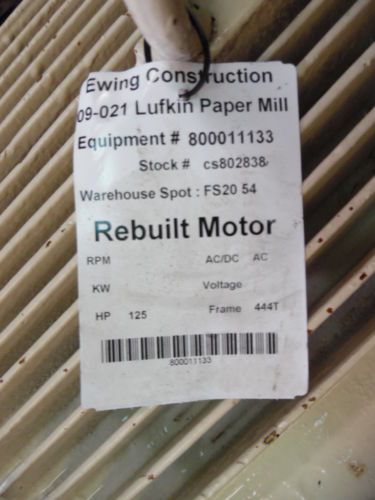 Ewing Construction
09-021 Lufkin Paper Mill
Equipment # 800011133
Stock # cs802838
Warehouse Spot : FS20 54
Rebuilt Motor
RPM AC/DC AC
KW Voltage
HP 125 Frame 444T
800011133